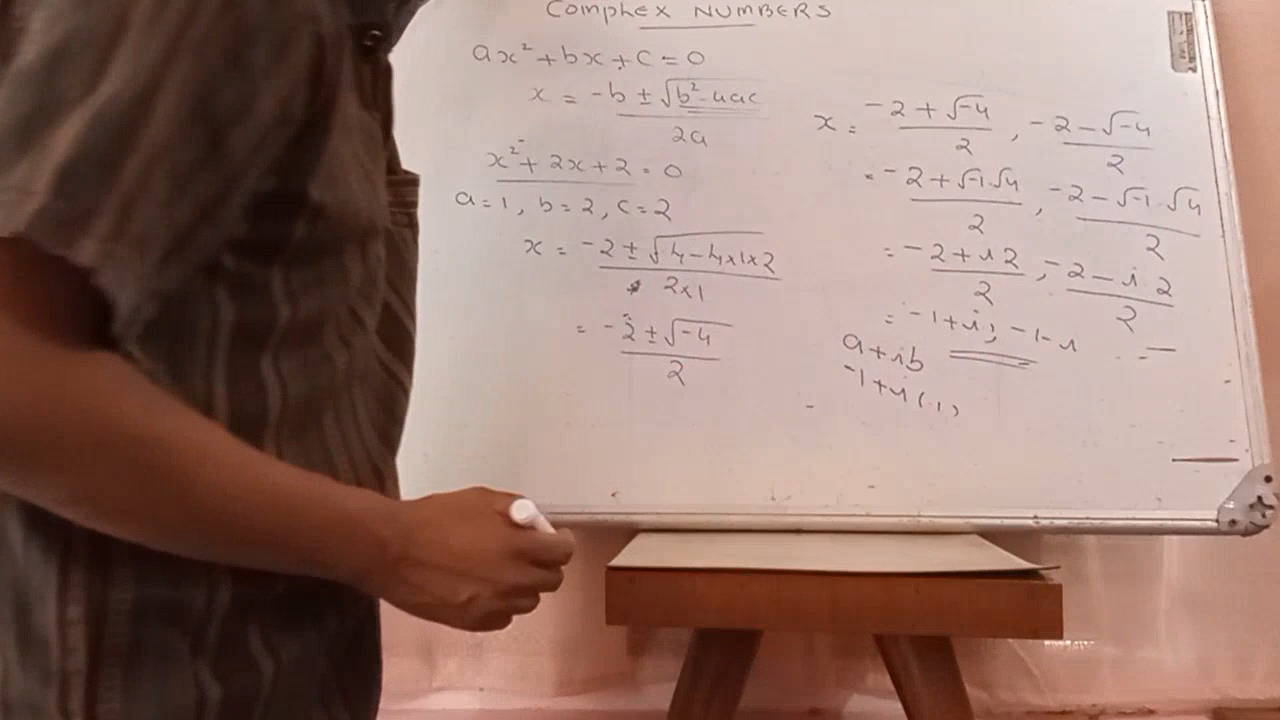 Complex NUMBERS
ax² + bx + c = 0
x = -b ± √b² - 4ac
2a
x² + 2x + 2 = 0
a = 1, b = 2, c = 2
x = -2 ± √4 - 4x1x2
2x1
= -2 ± √-4
2
x = -2 + √-4 , -2 - √-4
2 2
= -2 + √-1 · √4 , -2 - √-1 · √4
2 2
= -2 + i 2 , -2 - i 2
2 2
= -1 + i, -1 - i
a + ib
-1 + i(1)